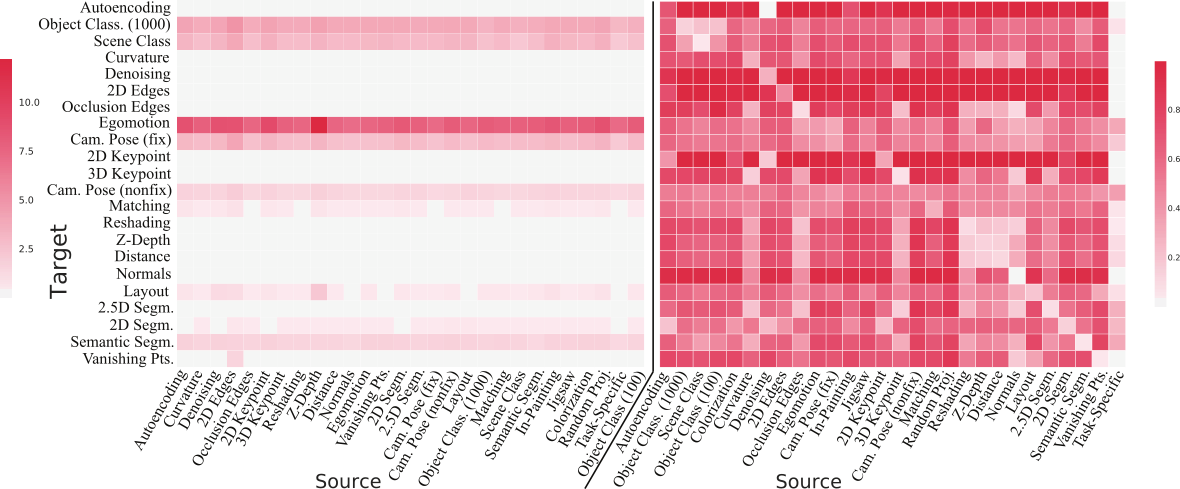 Autoencoding
Object Class. (1000)
Scene Class
Curvature
Denoising
2D Edges
Occlusion Edges
Egomotion
Cam. Pose (fix)
2D Keypoint
3D Keypoint
Cam. Pose (nonfix)
Matching
Reshading
Z-Depth
Distance
Normals
Layout
2.5D Segm.
2D Segm.
Semantic Segm.
Vanishing Pts.
Target
10.0
7.5
5.0
2.5
0.8
0.6
0.4
0.2
Autoencoding
Curvature
Denoising
2D Edges
Occlusion Edges
2D Keypoint
3D Keypoint
Reshading
Z-Depth
Distance
Normals
Egomotion
Vanishing Pts.
2D Segm.
2.5D Segm.
Cam. Pose (fix)
Cam. Pose (nonfix)
Layout
Object Class. (1000)
Matching
Scene Class
Semantic Segm.
In-Painting
Jigsaw
Colorization
Random Proj.
Task-Specific
Object Class (100)
Source
Autoencoding
Object Class. (1000)
Scene Class
Object Class (100)
Colorization
Curvature
Denoising
2D Edges
Occlusion Edges
Egomotion
Cam. Pose (fix)
In-Painting
Jigsaw
2D Keypoint
3D Keypoint
Cam. Pose (nonfix)
Matching
Random Proj.
Reshading
Z-Depth
Distance
Normals
Layout
2.5D Segm.
2D Segm.
Semantic Segm.
Vanishing Pts.
Task-Specific
Source